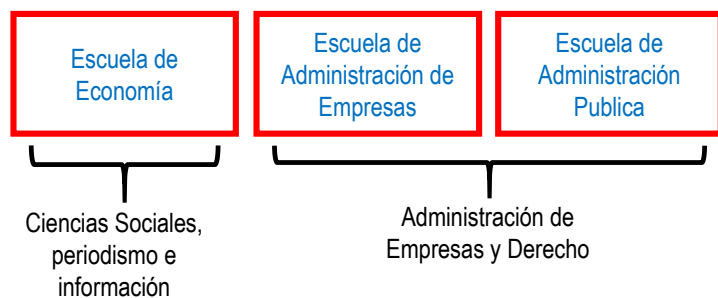 Escuela de
Economía
Escuela de
Administración de
Empresas
Escuela de
Administración
Publica
Ciencias Sociales,
periodismo e
información
Administración de
Empresas y Derecho